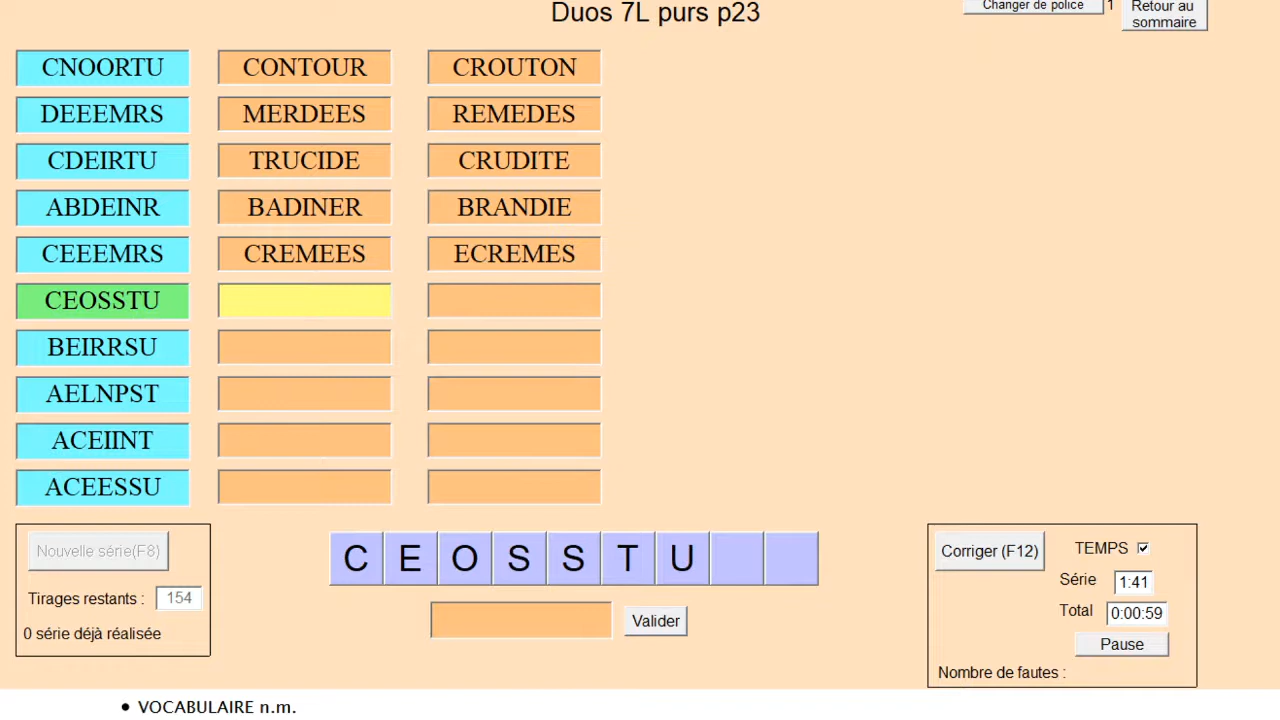 Duos 7L purs p23
Changer de police 1 Retour au sommaire
CNOORTU CONTOUR CROUTON
DEEEMRS MERDEES REMEDES
CDEIRTU TRUCIDE CRUDITE
ABDEINR BADINER BRANDIE
CEEEMRS CREMEES ECREMES
CEOSSTU
BEIRRSU
AELNPST
ACEIINT
ACEESSU
Nouvelle série(F8)
Tirages restants : 154
0 série déjà réalisée
C E O S S T U
Valider
Corriger (F12) TEMPS
Série 1:41
Total 0:00:59
Pause
Nombre de fautes :
• VOCABULAIRE n.m.